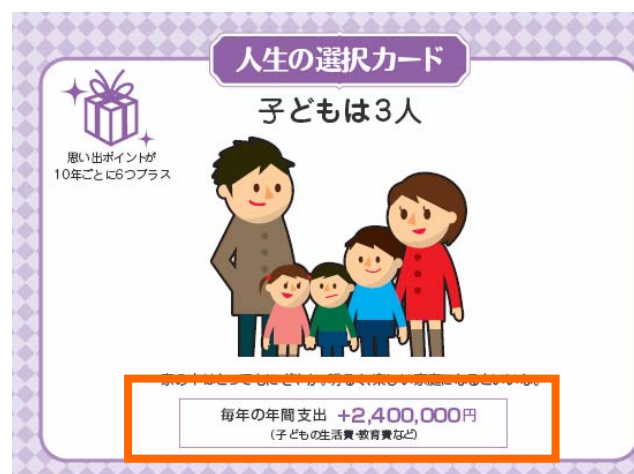 人生の選択カード
子どもは3人
思い出ポイントが
10年ごとに6つプラス
毎年の年間支出 +2,400,000円
(子どもの生活費・教育費など)